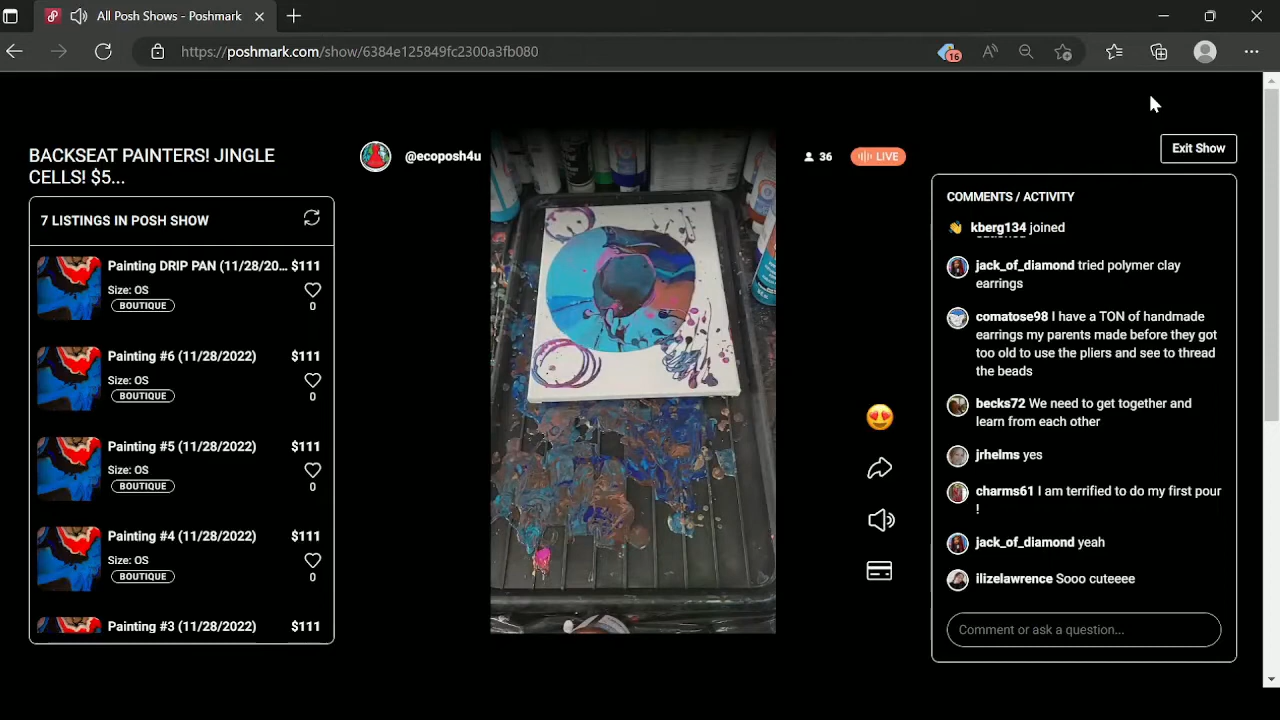 All Posh Shows - Poshmark
https://poshmark.com/show/6384e125849fc2300a3fb080
16
BACKSEAT PAINTERS! JINGLE
CELLS! $5...
7 LISTINGS IN POSH SHOW
Painting DRIP PAN (11/28/20... $111
Size: OS
BOUTIQUE
0
Painting #6 (11/28/2022) $111
Size: OS
BOUTIQUE
0
Painting #5 (11/28/2022) $111
Size: OS
BOUTIQUE
0
Painting #4 (11/28/2022) $111
Size: OS
BOUTIQUE
0
Painting #3 (11/28/2022) $111
@ecoposh4u
36
LIVE
Exit Show
COMMENTS / ACTIVITY
kberg134 joined
jack_of_diamond tried polymer clay
earrings
comatose98 I have a TON of handmade
earrings my parents made before they got
too old to use the pliers and see to thread
the beads
becks72 We need to get together and
learn from each other
jrhelms yes
charms61 I am terrified to do my first pour
!
jack_of_diamond yeah
ilizelawrence Sooo cuteeee
Comment or ask a question...